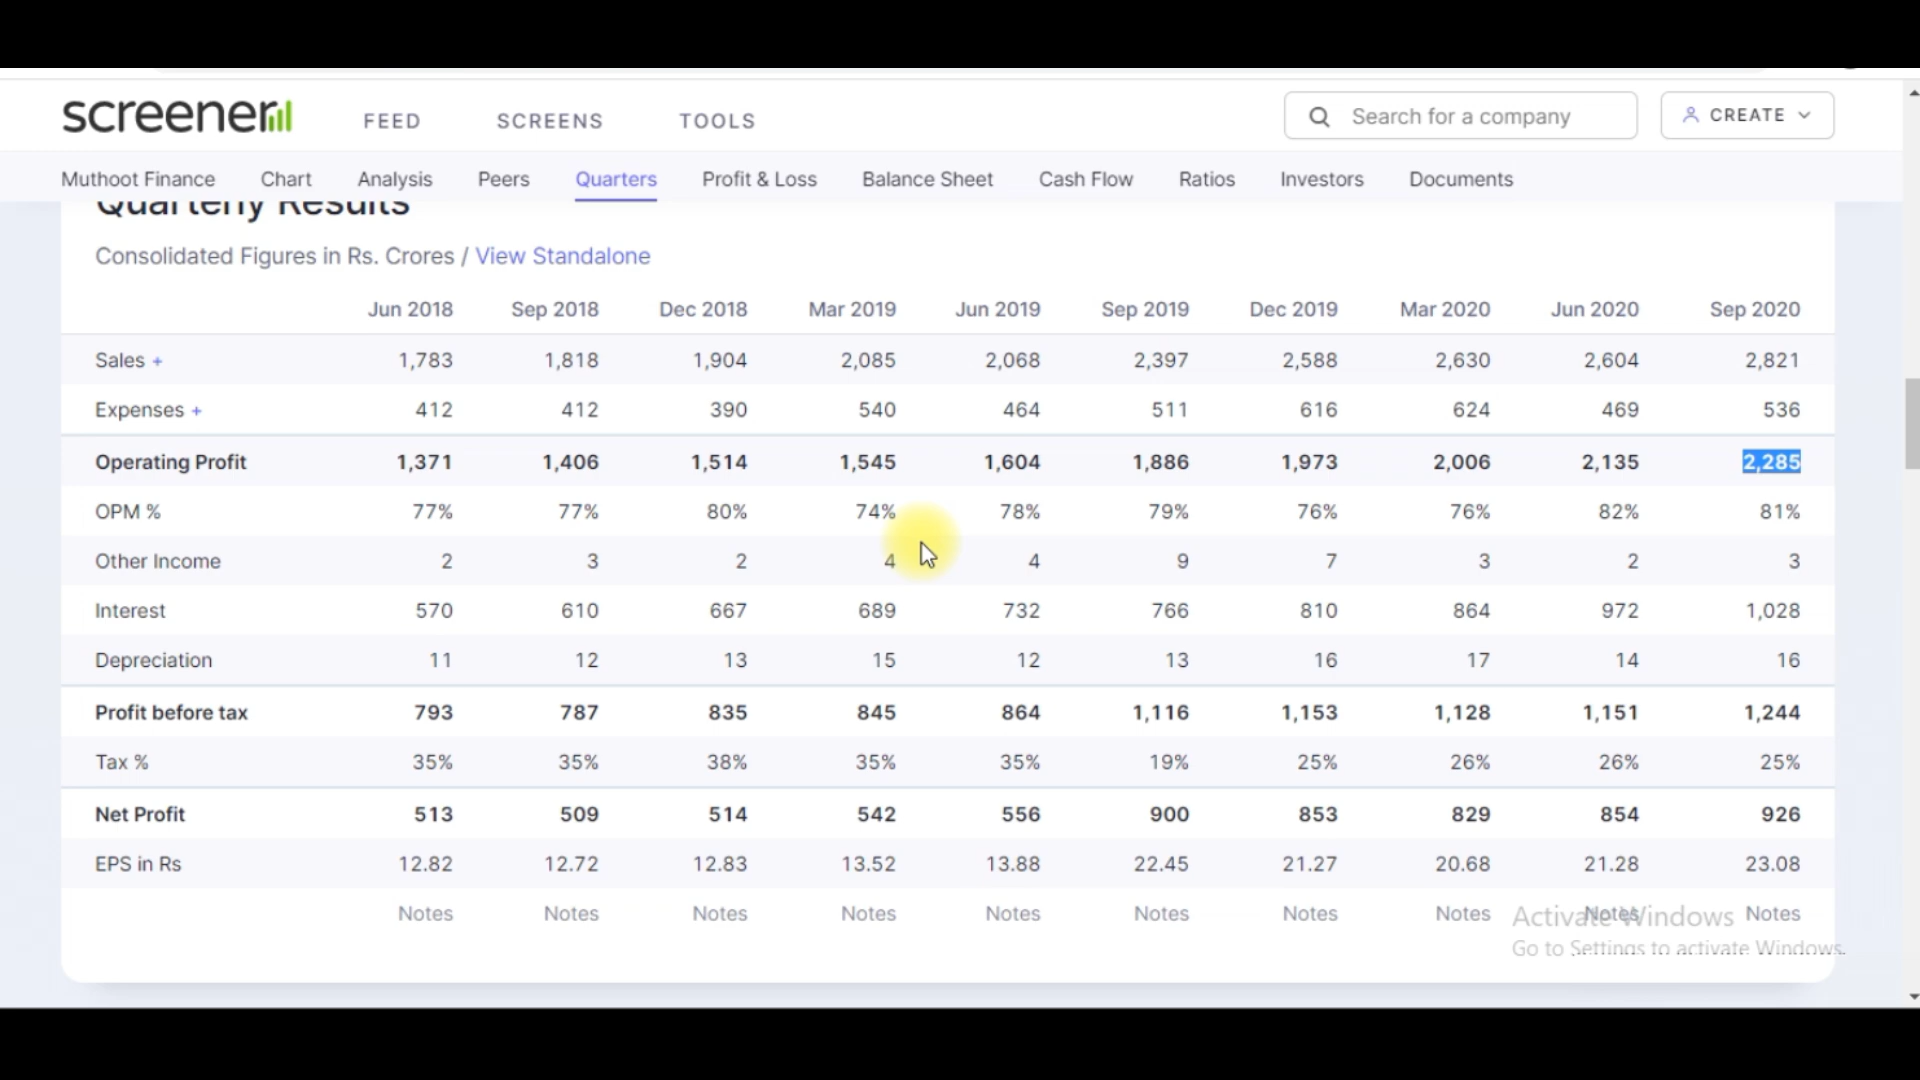 screener
FEED SCREENS TOOLS Search for a company CREATE
Muthoot Finance Chart Analysis Peers Quarters Profit & Loss Balance Sheet Cash Flow Ratios Investors Documents
Quarterly Results
Consolidated Figures in Rs. Crores / View Standalone
Jun 2018 Sep 2018 Dec 2018 Mar 2019 Jun 2019 Sep 2019 Dec 2019 Mar 2020 Jun 2020 Sep 2020
Sales + 1,783 1,818 1,904 2,085 2,068 2,397 2,588 2,630 2,604 2,821
Expenses + 412 412 390 540 464 511 616 624 469 536
Operating Profit 1,371 1,406 1,514 1,545 1,604 1,886 1,973 2,006 2,135 2,285
OPM % 77% 77% 80% 74% 78% 79% 76% 76% 82% 81%
Other Income 2 3 2 4 4 9 7 3 2 3
Interest 570 610 667 689 732 766 810 864 972 1,028
Depreciation 11 12 13 15 12 13 16 17 14 16
Profit before tax 793 787 835 845 864 1,116 1,153 1,128 1,151 1,244
Tax % 35% 35% 38% 35% 35% 19% 25% 26% 26% 25%
Net Profit 513 509 514 542 556 900 853 829 854 926
EPS in Rs 12.82 12.72 12.83 13.52 13.88 22.45 21.27 20.68 21.28 23.08
Notes Notes Notes Notes Notes Notes Notes Notes Notes Notes
Activate Windows
Go to Settings to activate Windows.